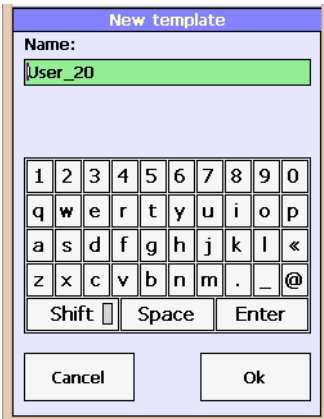 New template
Name:
User_20
1 2 3 4 5 6 7 8 9 0
q w e r t y u i o p
a s d f g h j k l «
z x c v b n m . _ @
Shift Space Enter
Cancel Ok